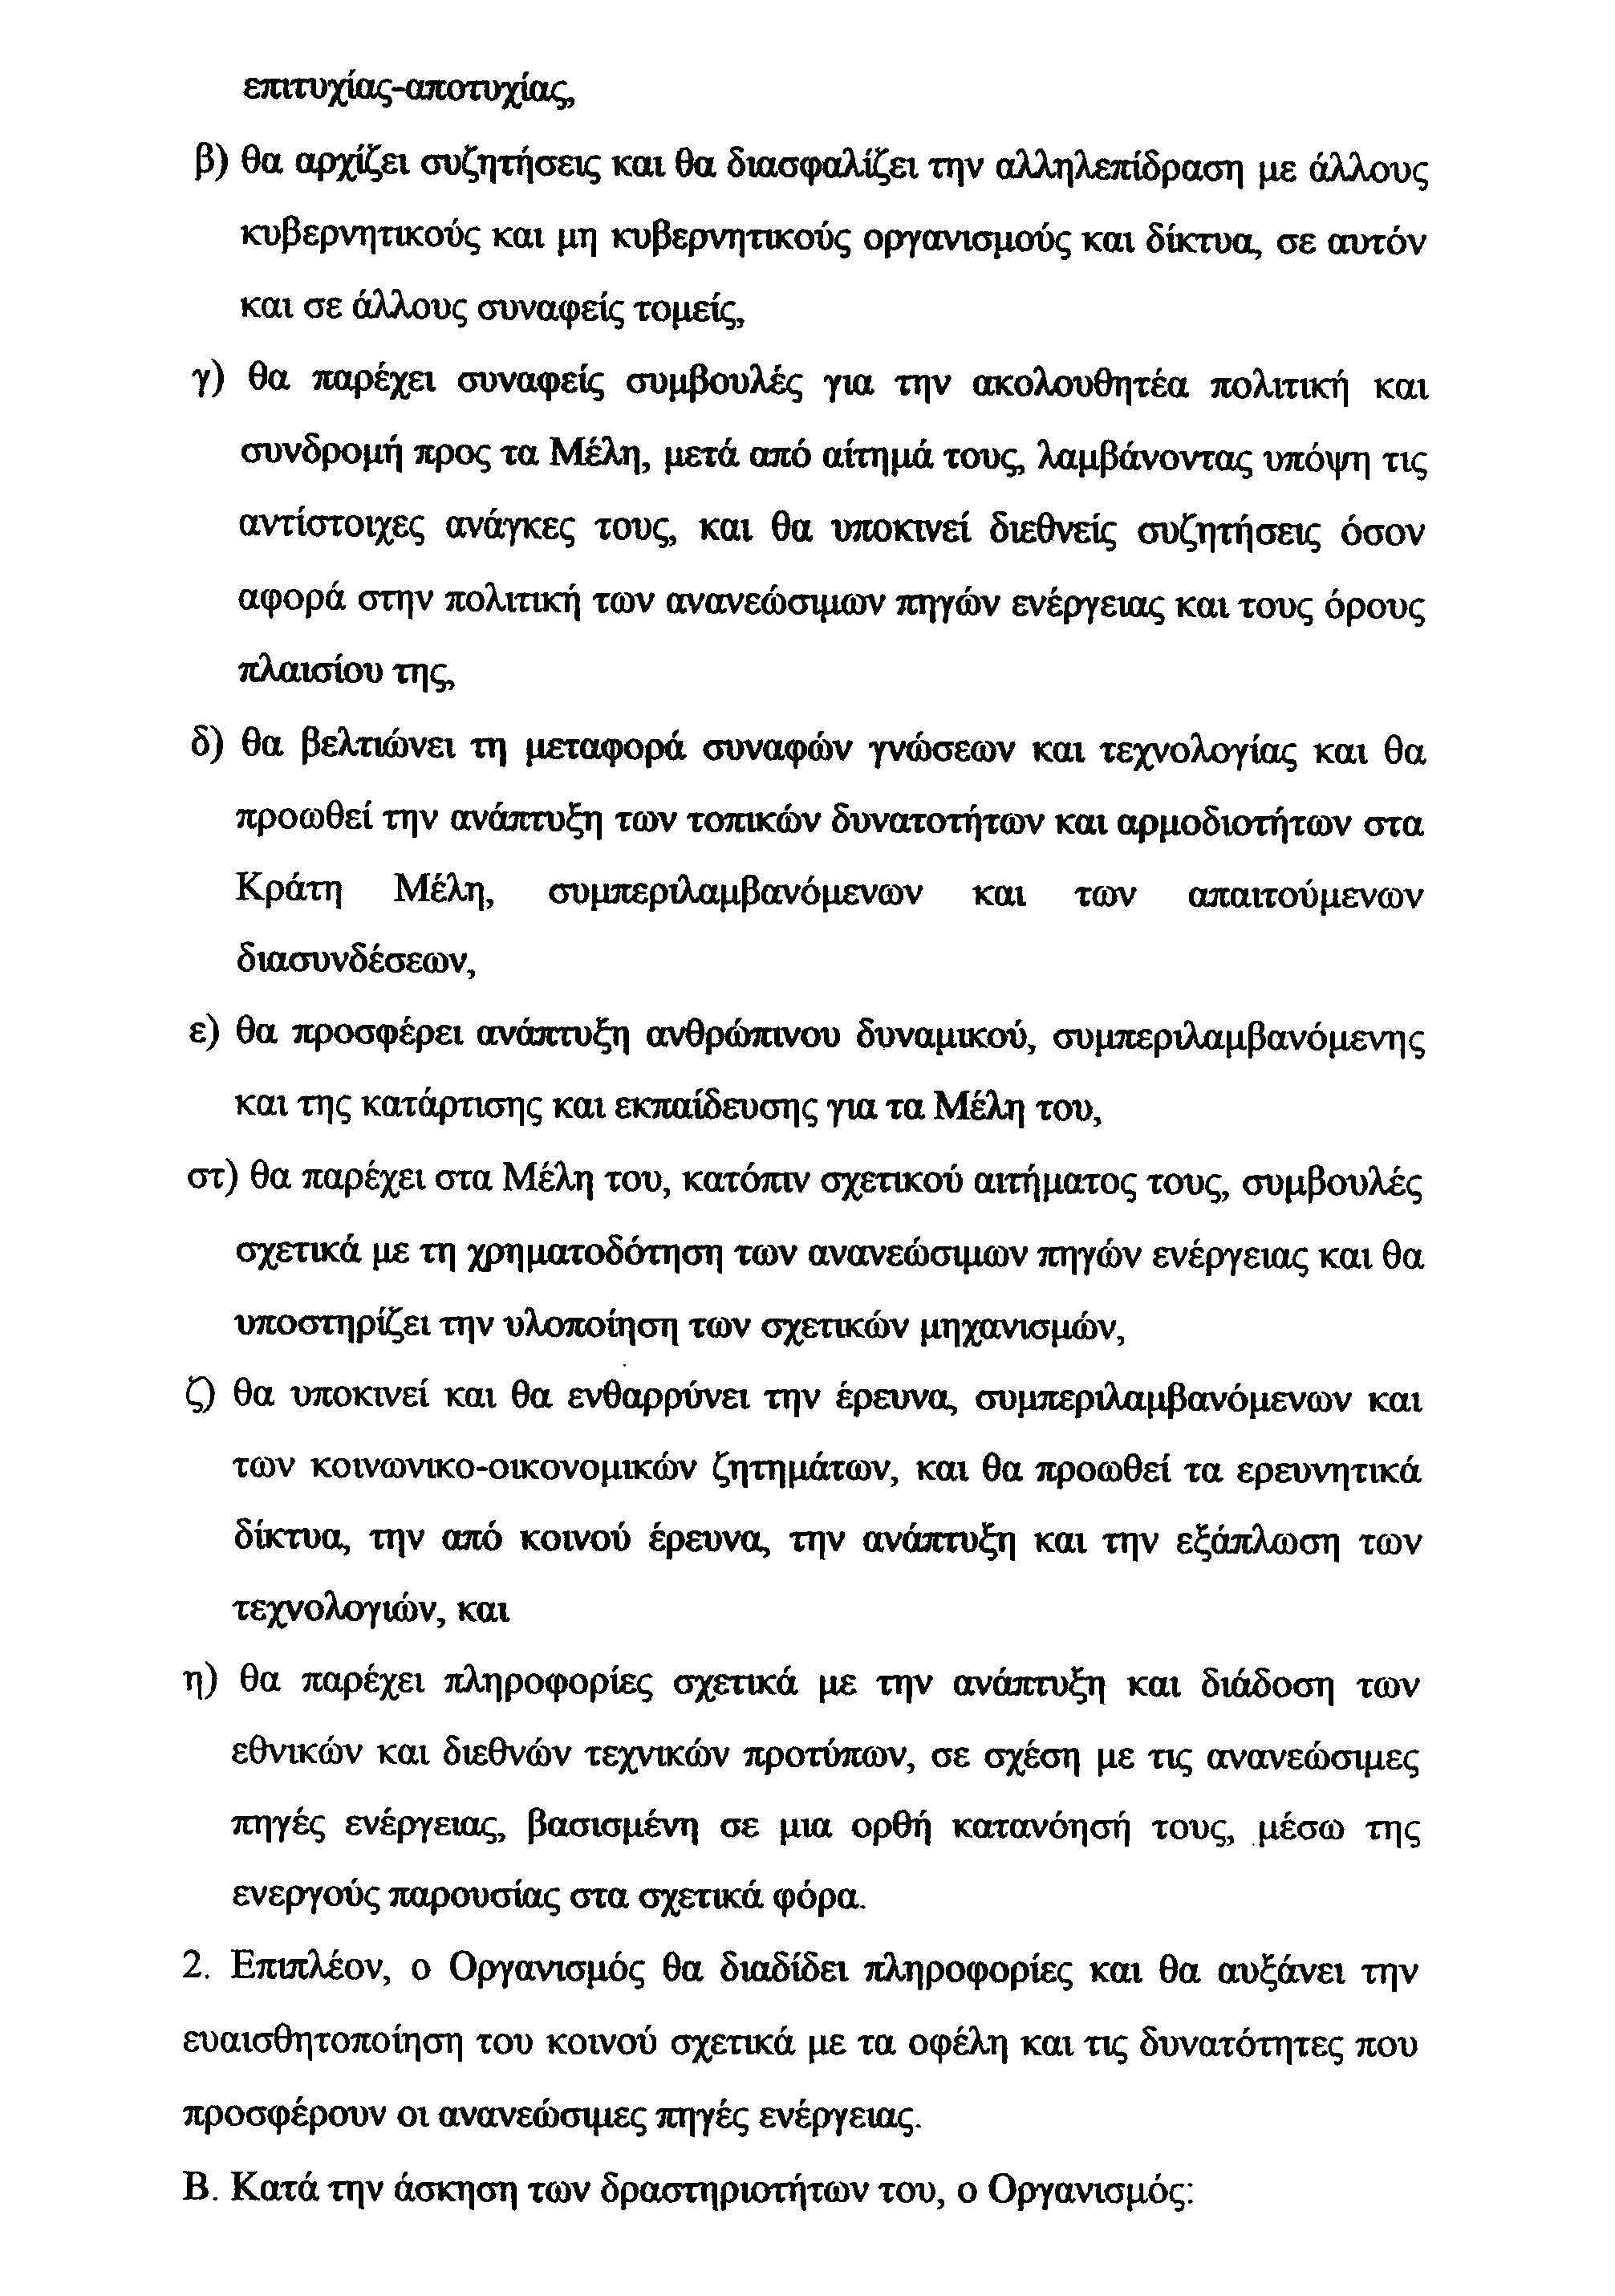 επιτυχίας-αποτυχίας,
β) θα αρχίζει συζητήσεις και θα διασφαλίζει την αλληλεπίδραση με άλλους
κυβερνητικούς και μη κυβερνητικούς οργανισμούς και δίκτυα, σε αυτόν
και σε άλλους συναφείς τομείς,
γ) θα παρέχει συναφείς συμβουλές για την ακολουθητέα πολιτική και
συνδρομή προς τα Μέλη, μετά από αίτημά τους, λαμβάνοντας υπόψη τις
αντίστοιχες ανάγκες τους, και θα υποκινεί διεθνείς συζητήσεις όσον
αφορά στην πολιτική των ανανεώσιμων πηγών ενέργειας και τους όρους
πλαισίου της,
δ) θα βελτιώνει τη μεταφορά συναφών γνώσεων και τεχνολογίας και θα
προωθεί την ανάπτυξη των τοπικών δυνατοτήτων και αρμοδιοτήτων στα
Κράτη Μέλη, συμπεριλαμβανόμενων και των απαιτούμενων
διασυνδέσεων,
ε) θα προσφέρει ανάπτυξη ανθρώπινου δυναμικού, συμπεριλαμβανόμενης
και της κατάρτισης και εκπαίδευσης για τα Μέλη του,
στ) θα παρέχει στα Μέλη του, κατόπιν σχετικού αιτήματος τους, συμβουλές
σχετικά με τη χρηματοδότηση των ανανεώσιμων πηγών ενέργειας και θα
υποστηρίζει την υλοποίηση των σχετικών μηχανισμών,
ζ) θα υποκινεί και θα ενθαρρύνει την έρευνα, συμπεριλαμβανόμενων και
των κοινωνικο-οικονομικών ζητημάτων, και θα προωθεί τα ερευνητικά
δίκτυα, την από κοινού έρευνα, την ανάπτυξη και την εξάπλωση των
τεχνολογιών, και
η) θα παρέχει πληροφορίες σχετικά με την ανάπτυξη και διάδοση των
εθνικών και διεθνών τεχνικών προτύπων, σε σχέση με τις ανανεώσιμες
πηγές ενέργειας, βασισμένη σε μια ορθή κατανόησή τους, μέσω της
ενεργούς παρουσίας στα σχετικά φόρα.
2. Επιπλέον, ο Οργανισμός θα διαδίδει πληροφορίες και θα αυξάνει την
ευαισθητοποίηση του κοινού σχετικά με τα οφέλη και τις δυνατότητες που
προσφέρουν οι ανανεώσιμες πηγές ενέργειας.
Β. Κατά την άσκηση των δραστηριοτήτων του, ο Οργανισμός: